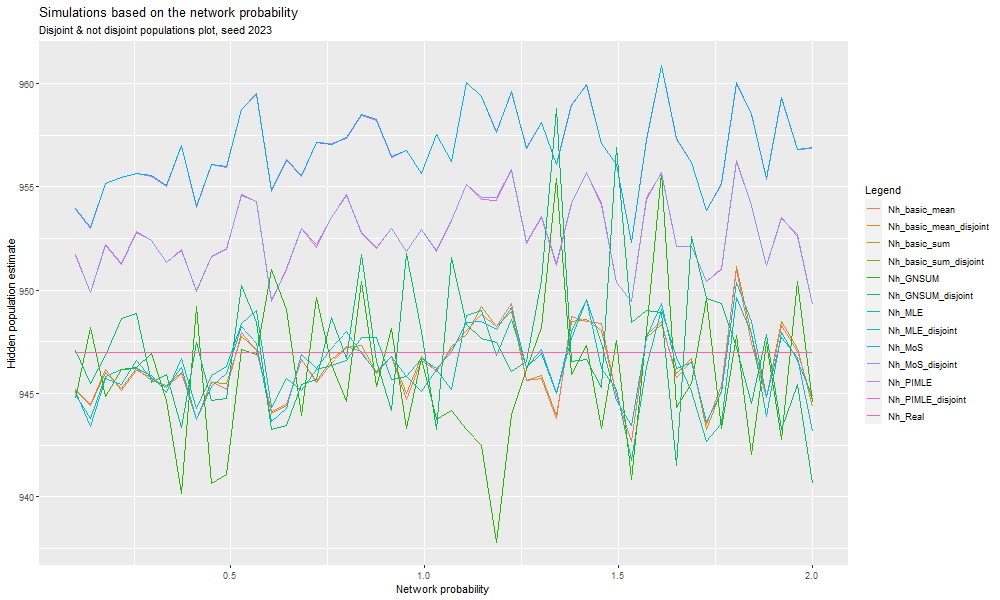 Simulations based on the network probability
Disjoint & not disjoint populations plot, seed 2023
960
955
950
945
940
Hidden population estimate
0.5
1.0
1.5
2.0
Network probability
Legend
Nh_basic_mean
Nh_basic_mean_disjoint
Nh_basic_sum
Nh_basic_sum_disjoint
Nh_GNSUM
Nh_GNSUM_disjoint
Nh_MLE
Nh_MLE_disjoint
Nh_MoS
Nh_MoS_disjoint
Nh_PIMLE
Nh_PIMLE_disjoint
Nh_Real